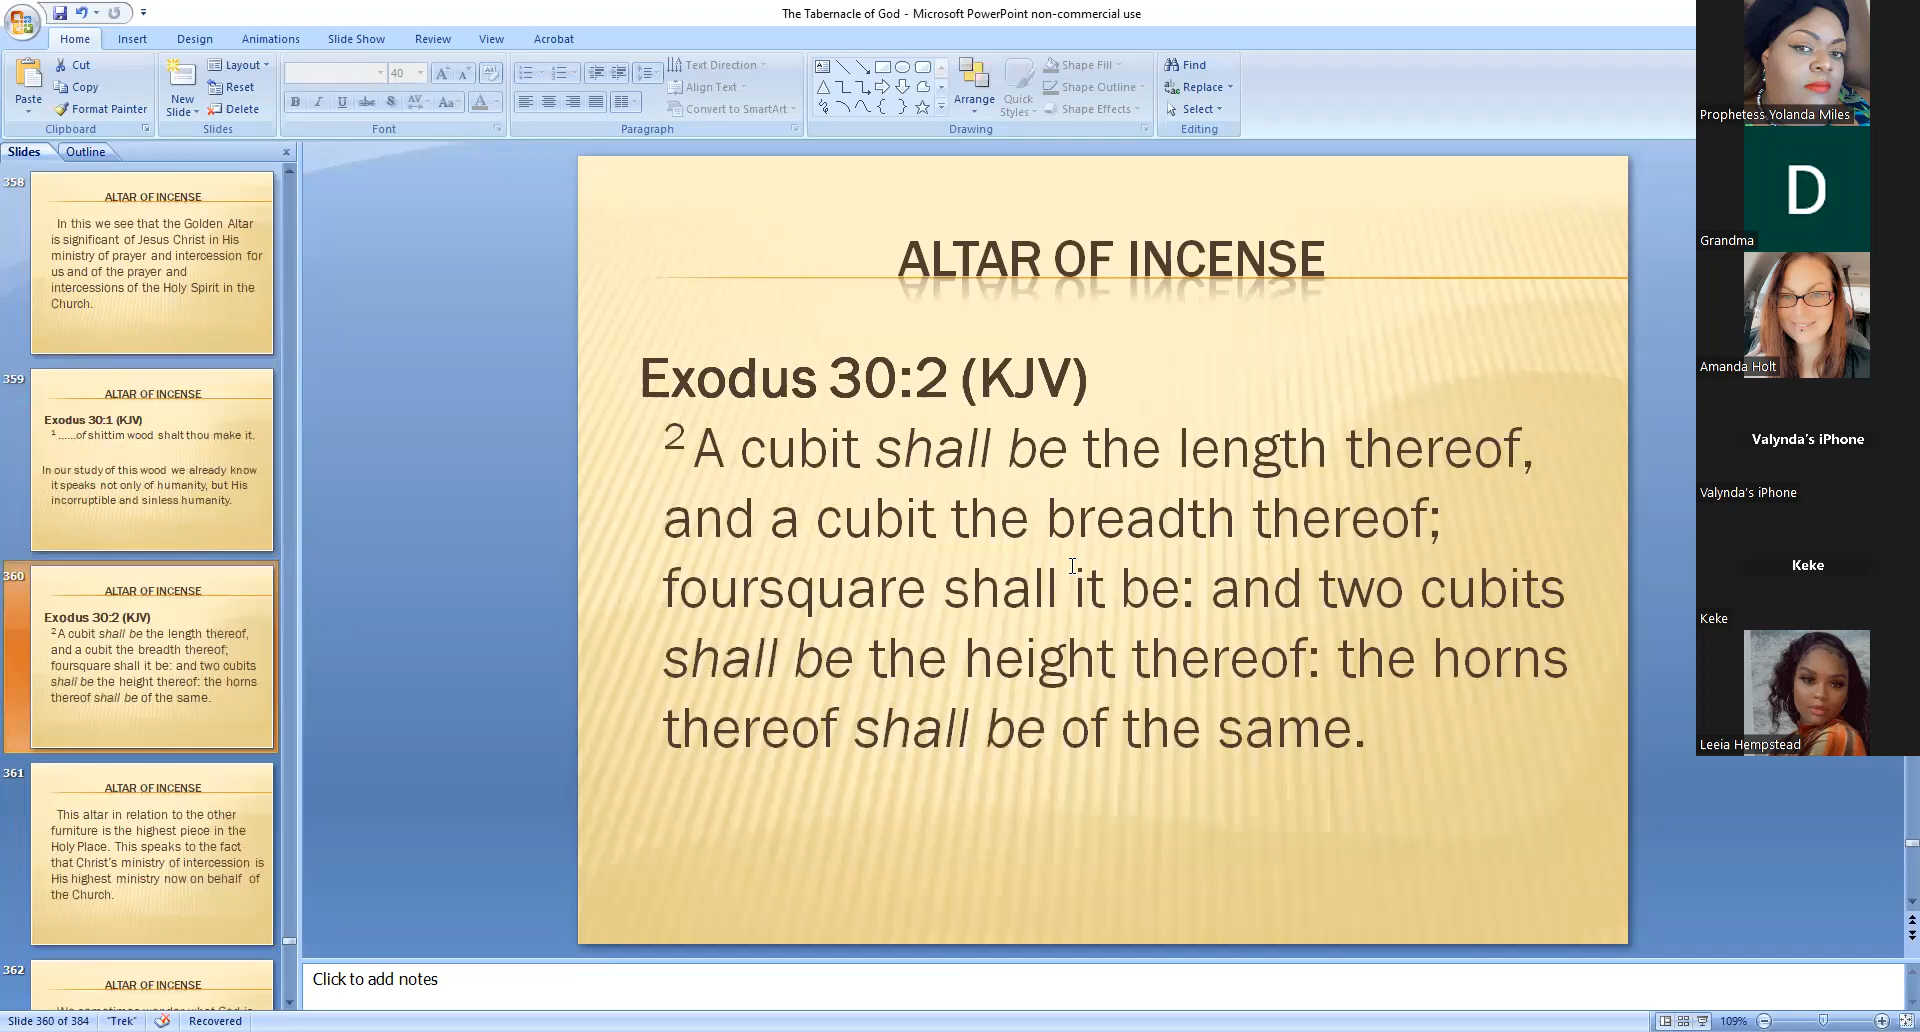 The Tabernacle of God - Microsoft PowerPoint non-commercial use
Home Insert Design Animations Slide Show Review View Acrobat
Paste
Cut
Copy
Format Painter
Clipboard
New
Slide
Layout
Reset
Delete
Slides
40
B I U abc S AV Aa A
Font
Text Direction
Align Text
Convert to SmartArt
Paragraph
Arrange
Quick
Styles
Shape Fill
Shape Outline
Shape Effects
Drawing
Find
Replace
Select
Editing
Slides Outline
358
ALTAR OF INCENSE
In this we see that the Golden Altar
is significant of Jesus Christ in His
ministry of prayer and intercession for
us and of the prayer and
intercessions of the Holy Spirit in the
Church.
359
ALTAR OF INCENSE
Exodus 30:1 (KJV)
1 ......of shittim wood shalt thou make it.
In our study of this wood we already know
it speaks not only of humanity, but His
incorruptible and sinless humanity.
360
ALTAR OF INCENSE
Exodus 30:2 (KJV)
2 A cubit shall be the length thereof,
and a cubit the breadth thereof;
foursquare shall it be: and two cubits
shall be the height thereof: the horns
thereof shall be of the same.
361
ALTAR OF INCENSE
This altar in relation to the other
furniture is the highest piece in the
Holy Place. This speaks to the fact
that Christ's ministry of intercession is
His highest ministry now on behalf of
the Church.
362
ALTAR OF INCENSE
ALTAR OF INCENSE
Exodus 30:2 (KJV)
2 A cubit shall be the length thereof,
and a cubit the breadth thereof;
foursquare shall it be: and two cubits
shall be the height thereof: the horns
thereof shall be of the same.
Click to add notes
Prophetess Yolanda Miles
D
Grandma
Amanda Holt
Valynda's iPhone
Valynda's iPhone
Keke
Keke
Leeia Hempstead
Slide 360 of 384 "Trek" Recovered
109%